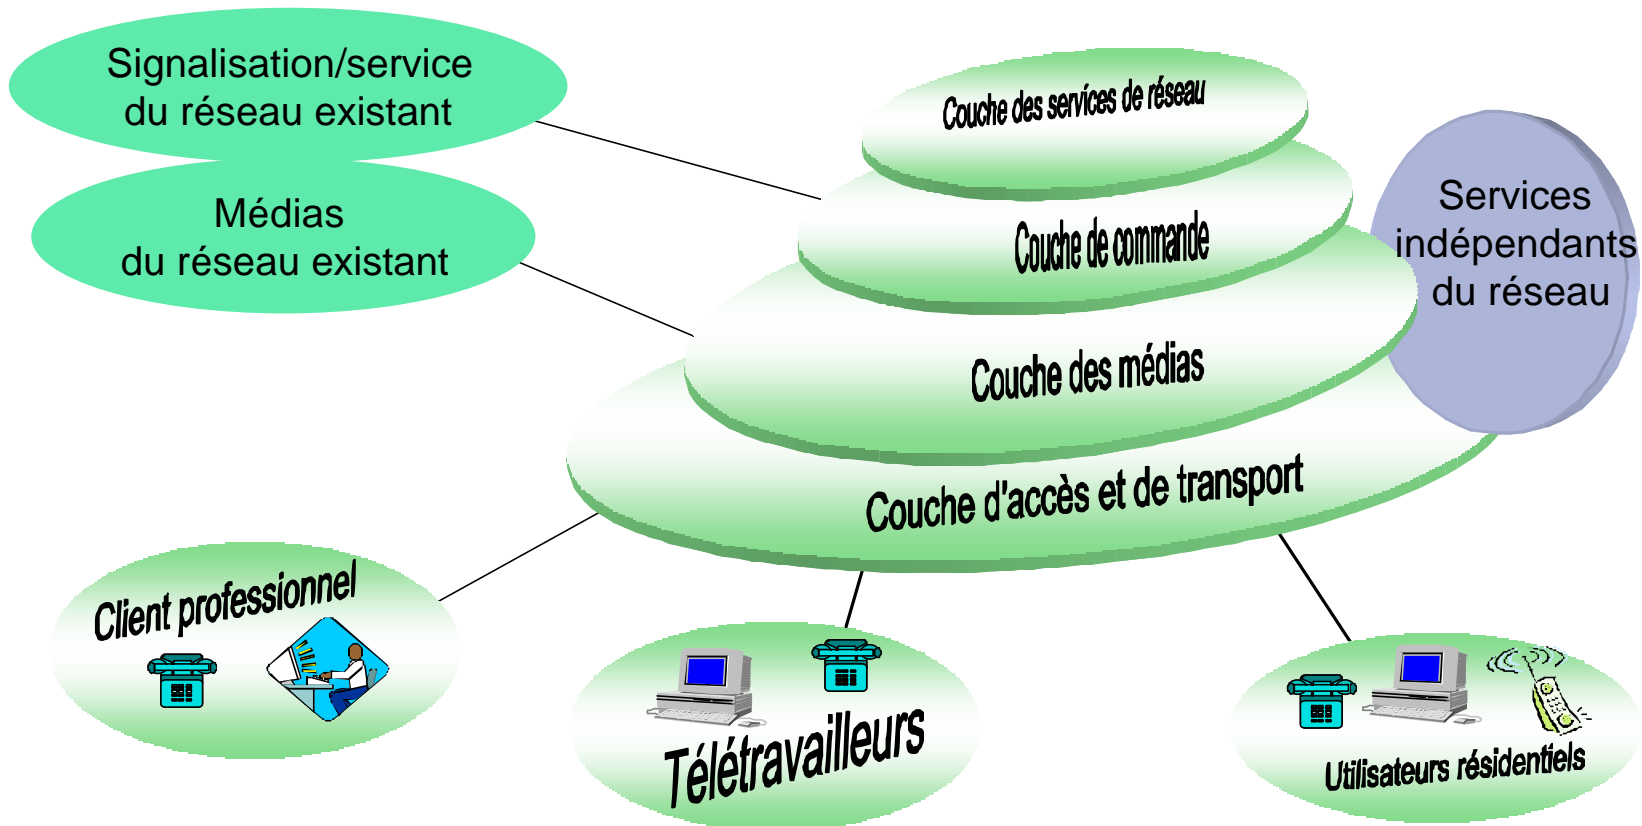 Signalisation/service
du réseau existant
Médias
du réseau existant
Couche des services de réseau
Couche de commande
Couche des médias
Couche d'accès et de transport
Services
indépendants
du réseau
Client professionnel
Télétravailleurs
Utilisateurs résidentiels